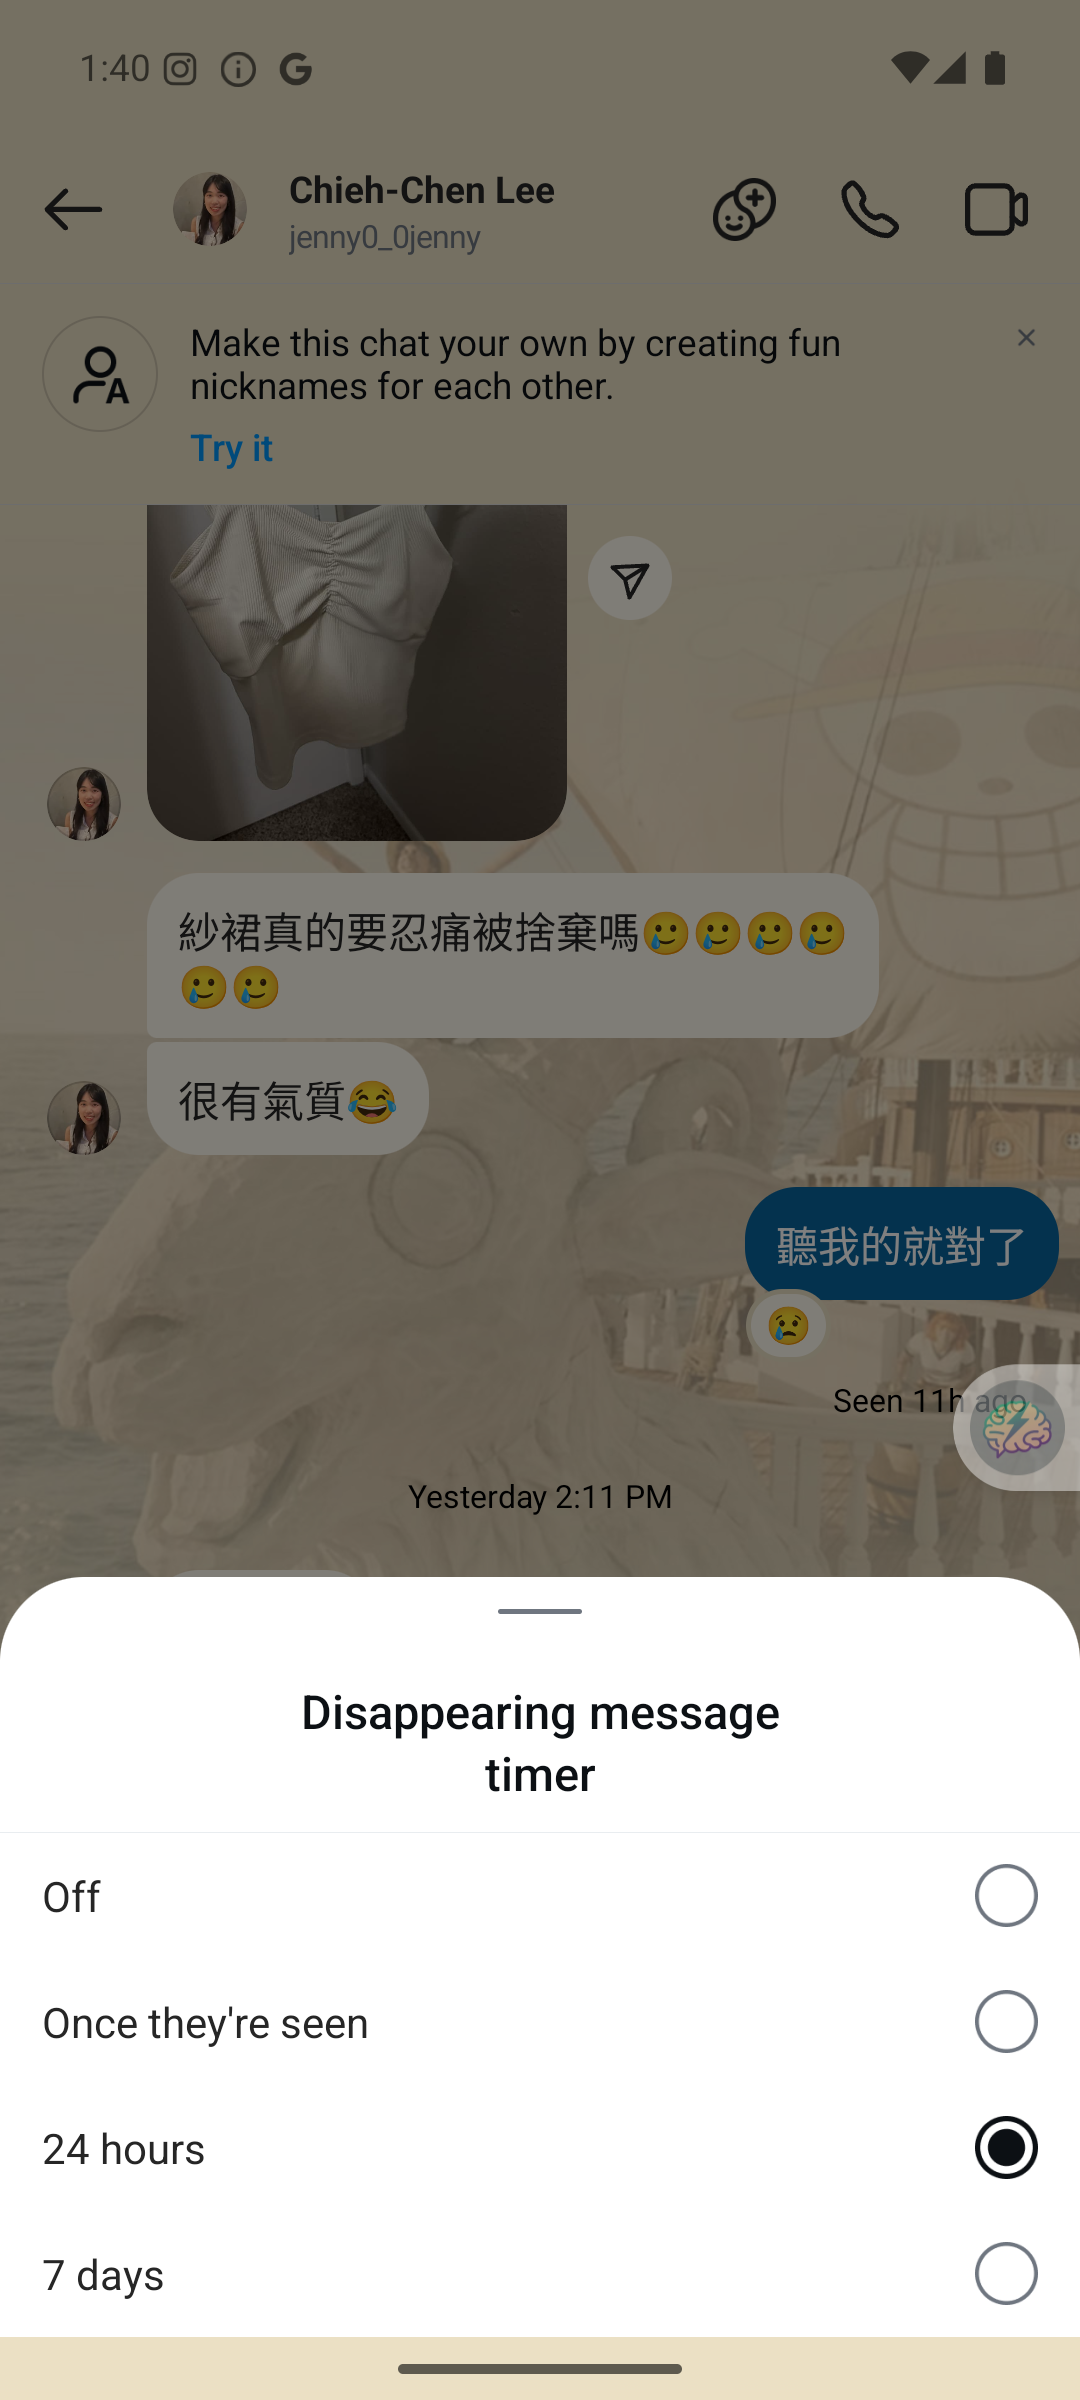 1:40
Chieh-Chen Lee
jenny0_0jenny
Make this chat your own by creating fun
nicknames for each other.
Try it
紗裙真的要忍痛被捨棄嗎🥲🥲🥲🥲
🥲🥲
很有氣質😂
聽我的就對了
😢
Seen 11h ago
Yesterday 2:11 PM
Disappearing message
timer
Off
Once they're seen
24 hours
7 days